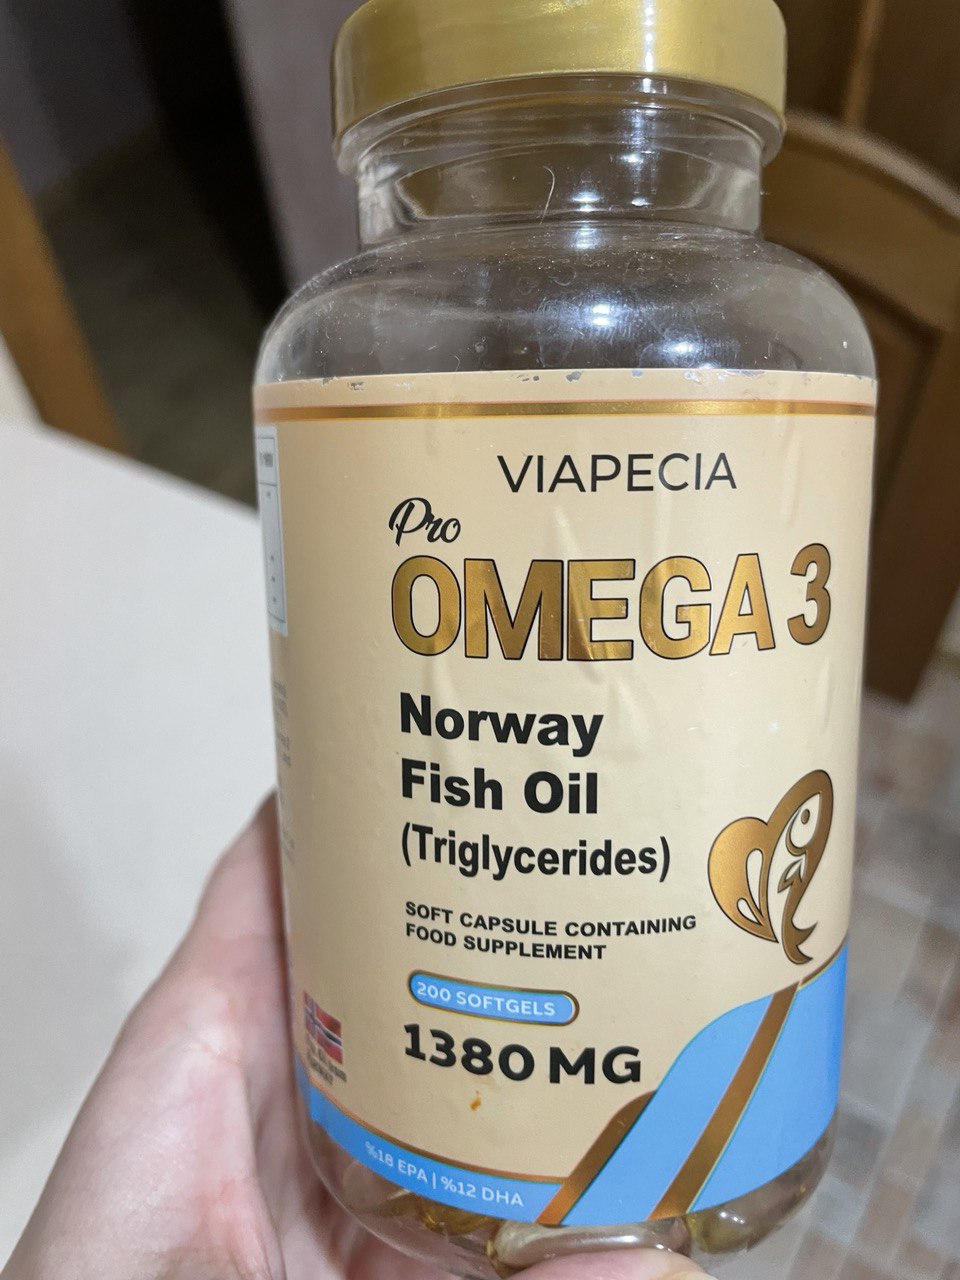 VIAPECIA
Pro
OMEGA 3
Norway
Fish Oil
(Triglycerides)
SOFT CAPSULE CONTAINING
FOOD SUPPLEMENT
200 SOFTGELS
1380 MG
%18 EPA | %12 DHA